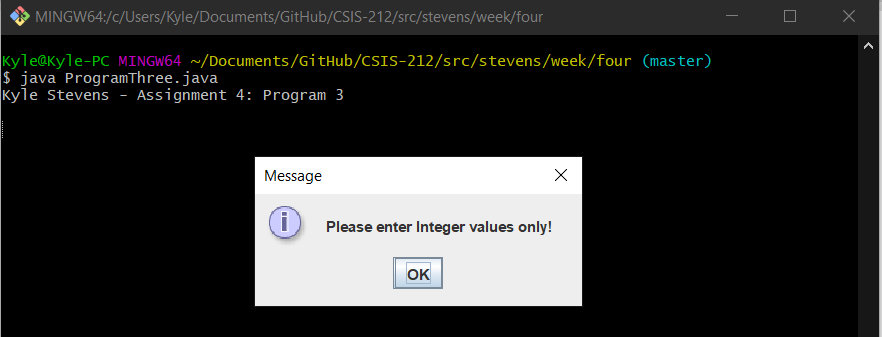 MINGW64:/c/Users/Kyle/Documents/GitHub/CSIS-212/src/stevens/week/four
Kyle@Kyle-PC MINGW64 ~/Documents/GitHub/CSIS-212/src/stevens/week/four (master)
$ java ProgramThree.java
Kyle Stevens - Assignment 4: Program 3
Message
i
Please enter Integer values only!
OK